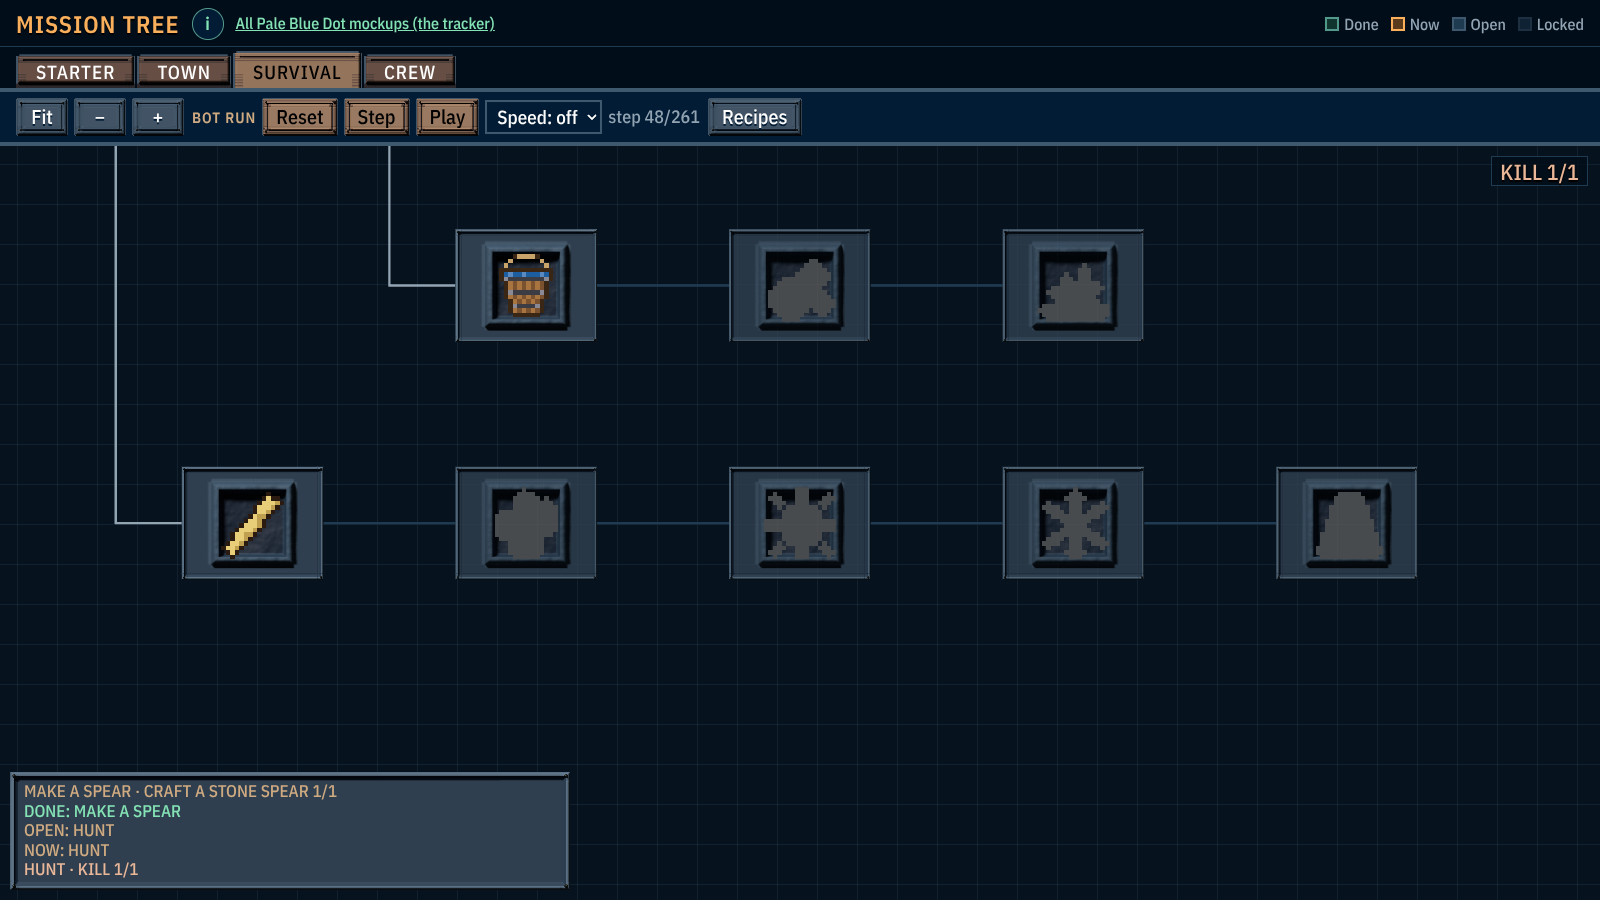 MISSION TREE
i
All Pale Blue Dot mockups (the tracker)
Done
Now
Open
Locked
STARTER
TOWN
SURVIVAL
CREW
Fit
–
+
BOT RUN
Reset
Step
Play
Speed: off
step 48/261
Recipes
KILL 1/1
MAKE A SPEAR · CRAFT A STONE SPEAR 1/1
DONE: MAKE A SPEAR
OPEN: HUNT
NOW: HUNT
HUNT · KILL 1/1